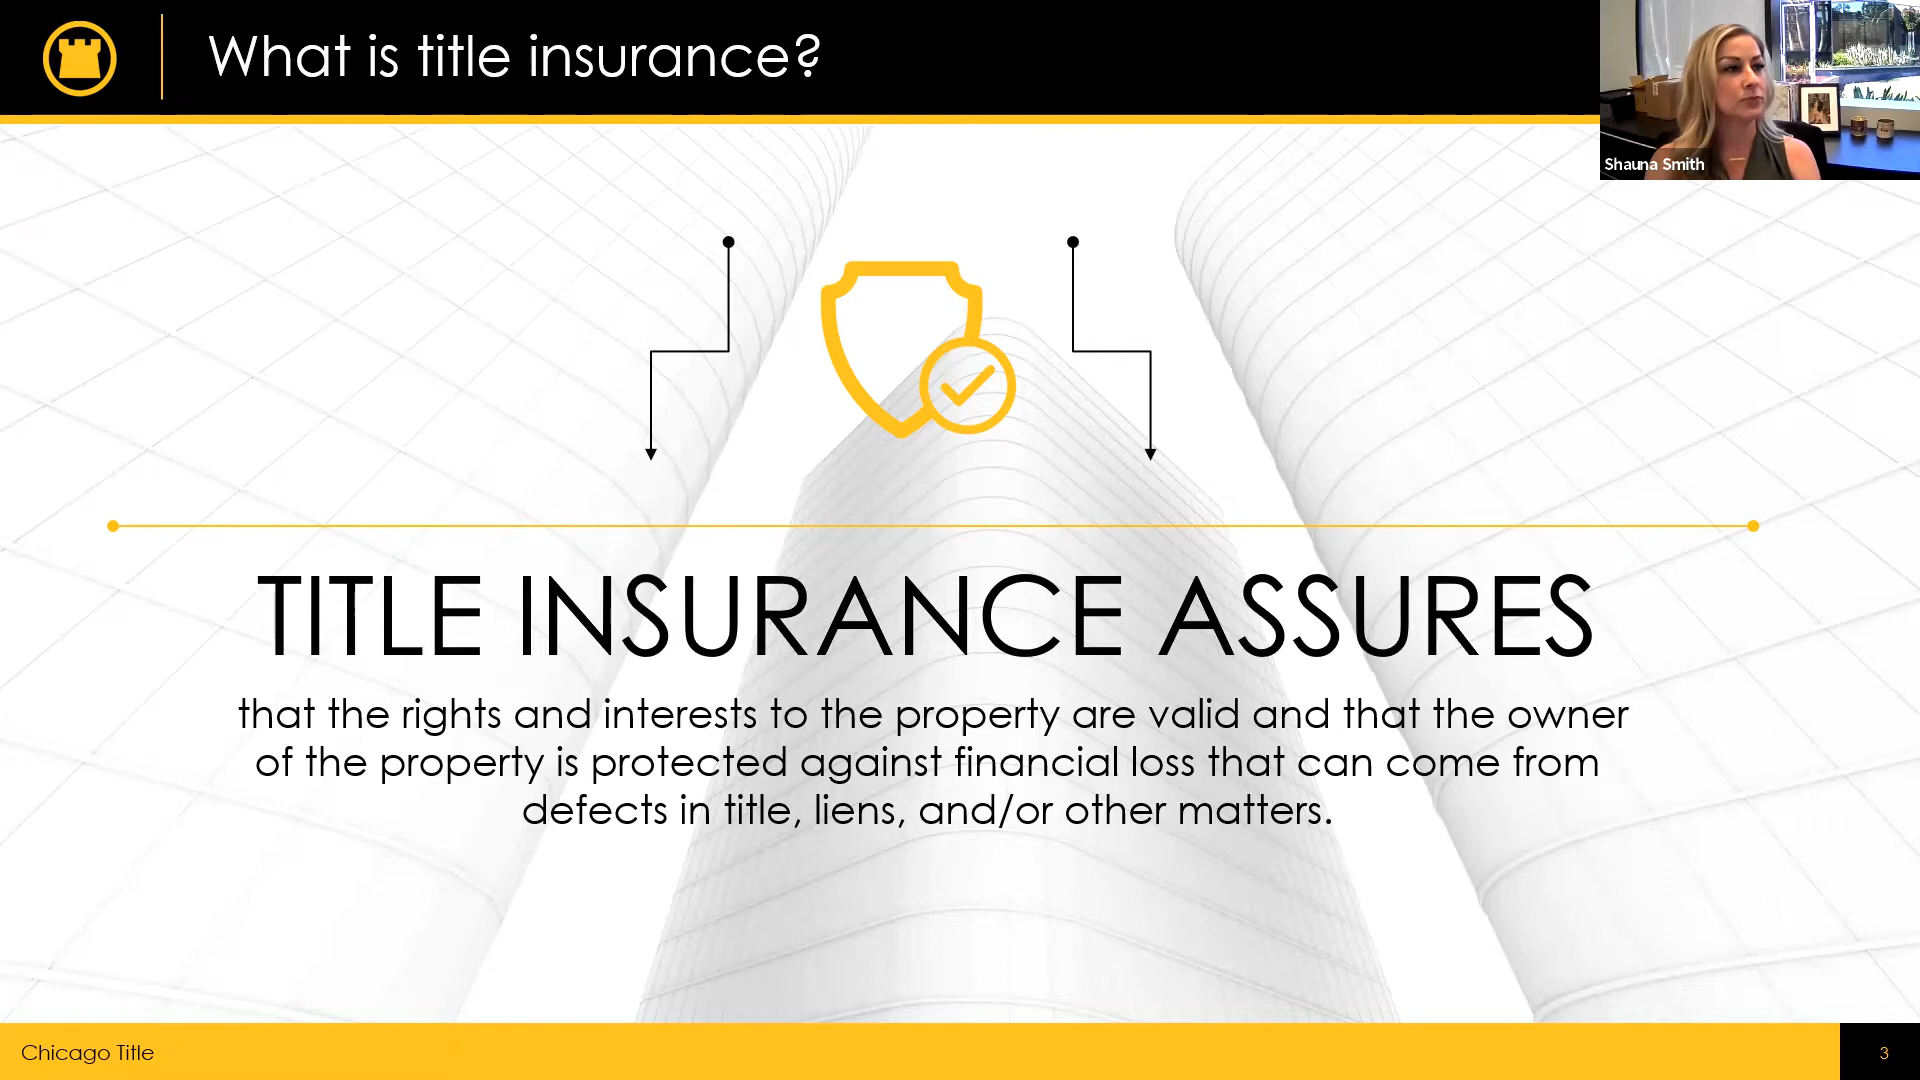 What is title insurance?
Shauna Smith
TITLE INSURANCE ASSURES
that the rights and interests to the property are valid and that the owner
of the property is protected against financial loss that can come from
defects in title, liens, and/or other matters.
Chicago Title
3